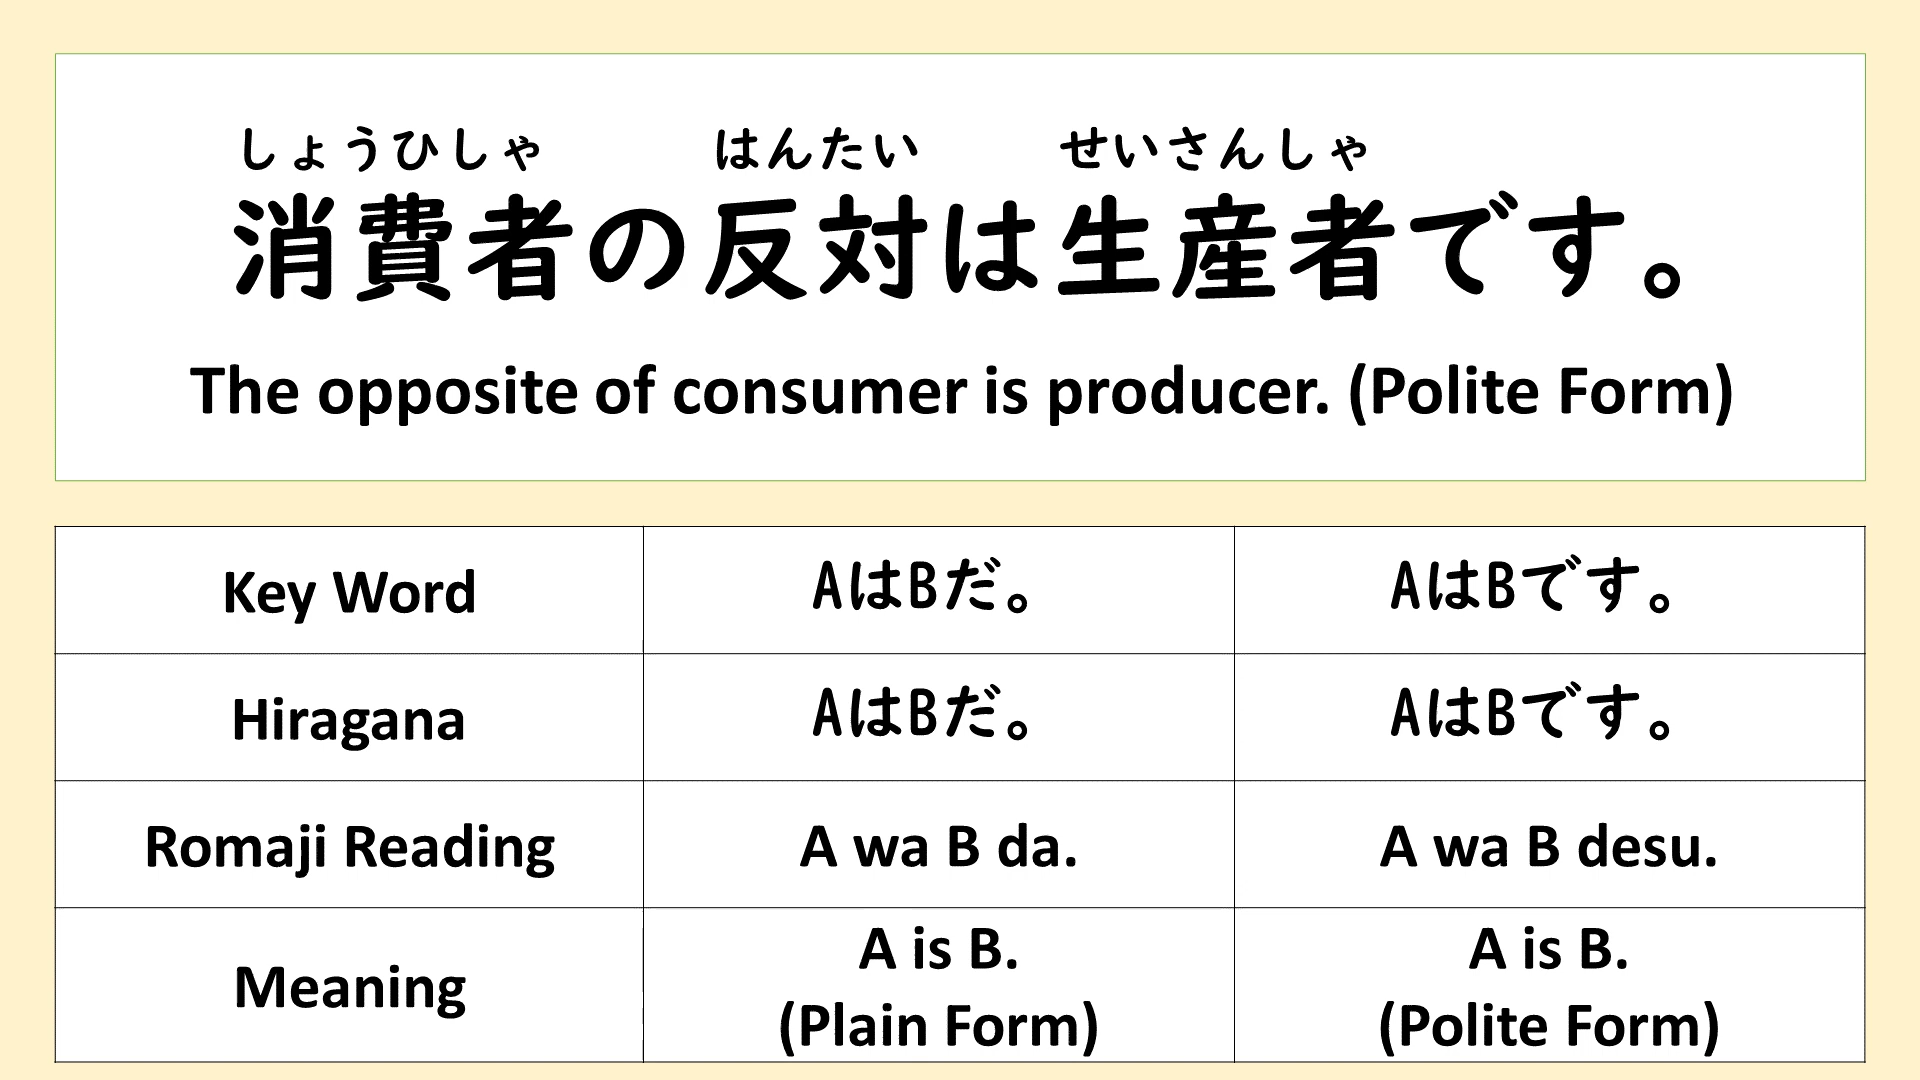 しょうひしゃ はんたい せいさんしゃ
消費者の反対は生産者です。
The opposite of consumer is producer. (Polite Form)
Key Word AはBだ。 AはBです。
Hiragana AはBだ。 AはBです。
Romaji Reading A wa B da. A wa B desu.
Meaning A is B. (Plain Form) A is B. (Polite Form)